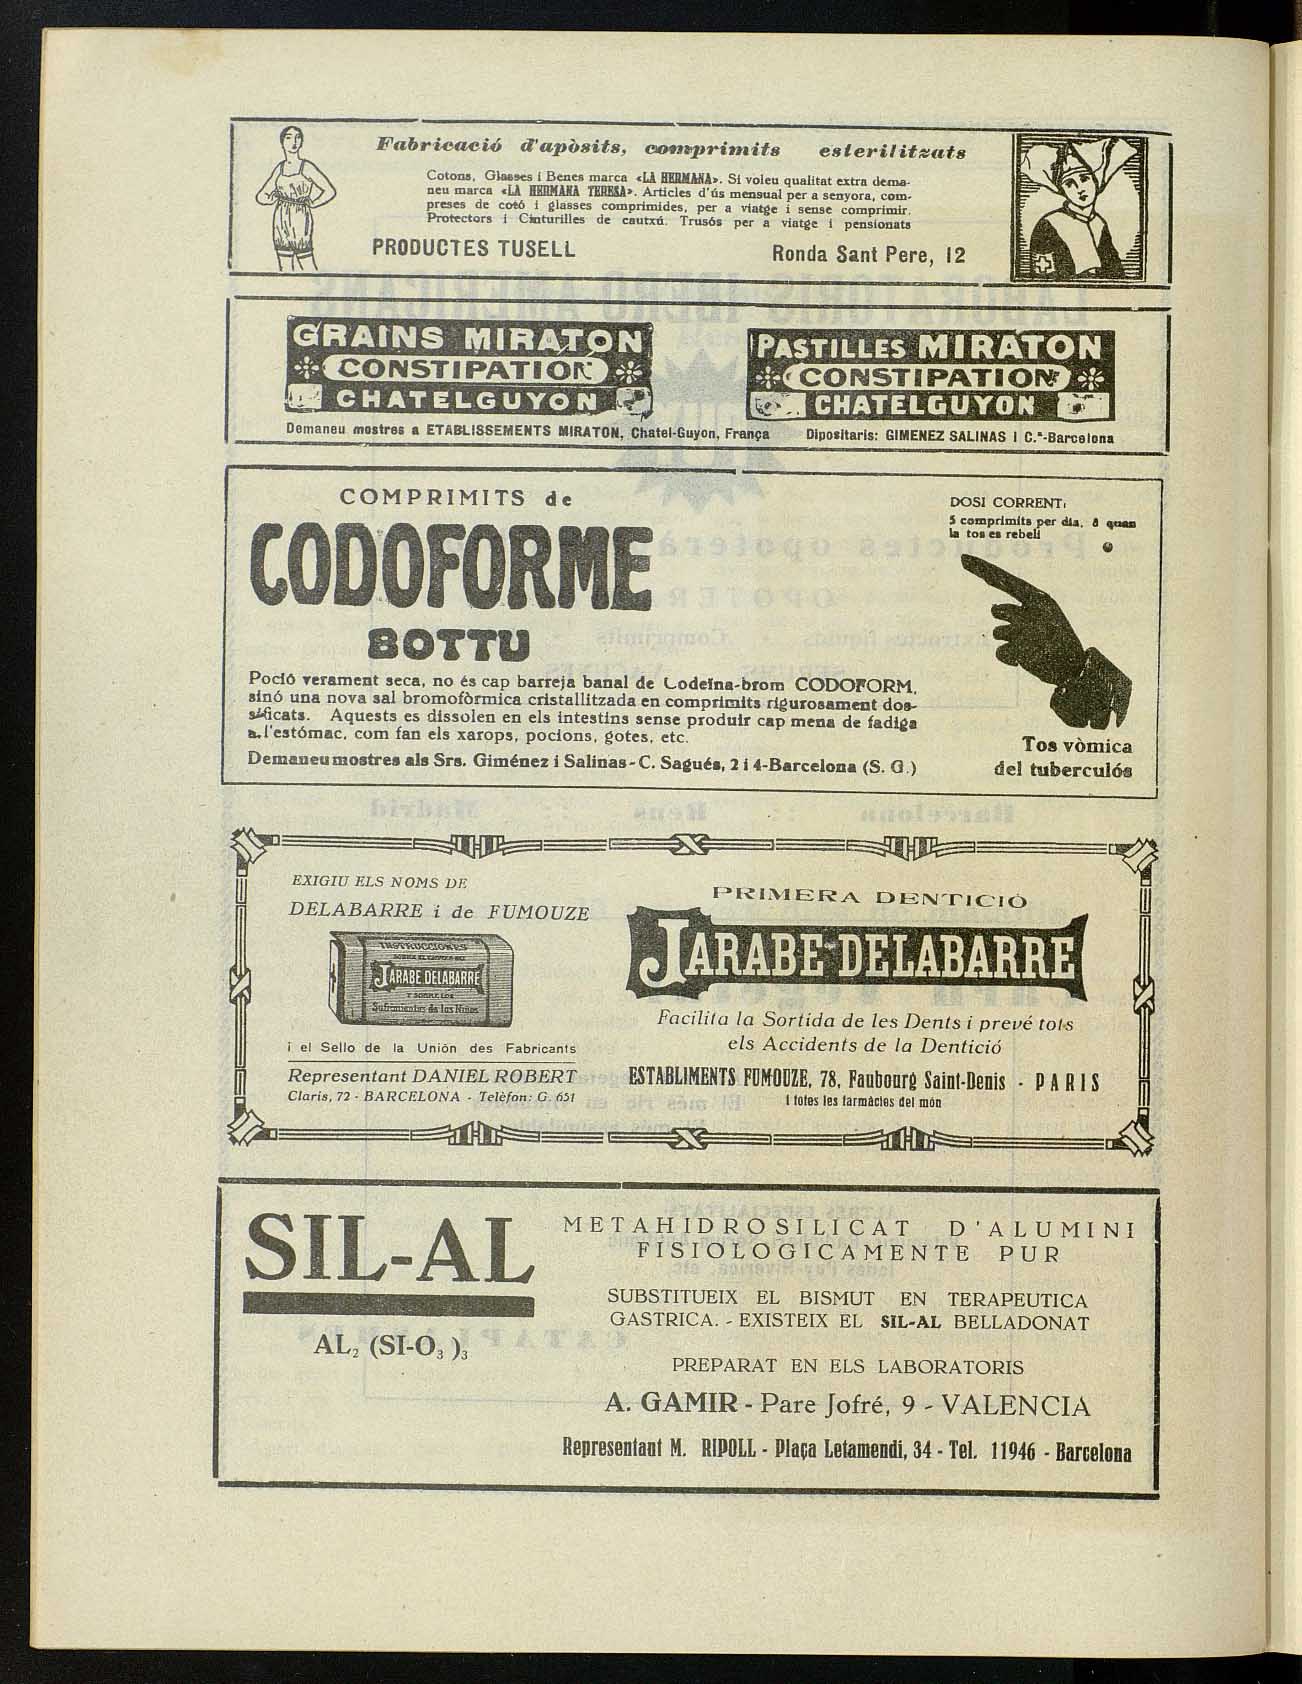 Fabricació d'apòsits, comprimits esterilitzats
Cotons, Glasses i Benes marca «LA HERMANA». Si voleu qualitat extra dema-
neu marca «LA HERMANA TERESA». Articles d'ús mensual per a senyora, com-
preses de cotó i glasses comprimides, per a viatge i sense comprimir.
Protectors i Cinturilles de cautxú. Trusós per a viatge i pensionats
PRODUCTES TUSELL Ronda Sant Pere, 12
GRAINS MIRATON
CONSTIPATION
CHATELGUYON
PASTILLES MIRATON
CONSTIPATION
CHATELGUYON
Demaneu mostres a ETABLISSEMENTS MIRATON, Chatel-Guyon, França Dipositaris: GIMENEZ SALINAS I C.ª-Barcelona
COMPRIMITS de
CODOFORME
BOTTU
Poció verament seca, no és cap barreja banal de Codeïna-brom CODOFORM,
sinó una nova sal bromofòrmica cristallitzada en comprimits rigurosament dos-
sificats. Aquests es dissolen en els intestins sense produir cap mena de fadiga
a l'estómac, com fan els xarops, pocions, gotes, etc.
Demaneu mostres als Srs. Giménez i Salinas-C. Sagués, 2 i 4-Barcelona (S. G.)
DOSI CORRENT:
5 comprimits per dia, a quan
la tos es rebell
Tos vòmica
del tuberculós
EXIGIU ELS NOMS DE
DELABARRE i de FUMOUZE
INSTRUCCIONES
SOBRE EL EMPLEO DEL
JARABE DELABARRE
Y SOBRE LOS
Sufrimientos de los Niños
i el Sello de la Unión des Fabricants
Representant DANIEL ROBERT
Claris, 72 - BARCELONA - Telèfon: G. 651
PRIMERA DENTICIÓ
JARABE DELABARRE
Facilita la Sortida de les Dents i prevé tots
els Accidents de la Dentició
ESTABLIMENTS FUMOUZE, 78, Faubourg Saint-Denis - PARIS
I totes les farmàcies del món
SIL-AL
AL₂ (SI-O₃ )₃
METAHIDROSILICAT D'ALUMINI
FISIOLOGICAMENTE PUR
SUBSTITUEIX EL BISMUT EN TERAPEUTICA
GASTRICA. - EXISTEIX EL SIL-AL BELLADONAT
PREPARAT EN ELS LABORATORIS
A. GAMIR - Pare Jofré, 9 - VALENCIA
Representant M. RIPOLL - Plaça Letamendi, 34 - Tel. 11946 - Barcelona